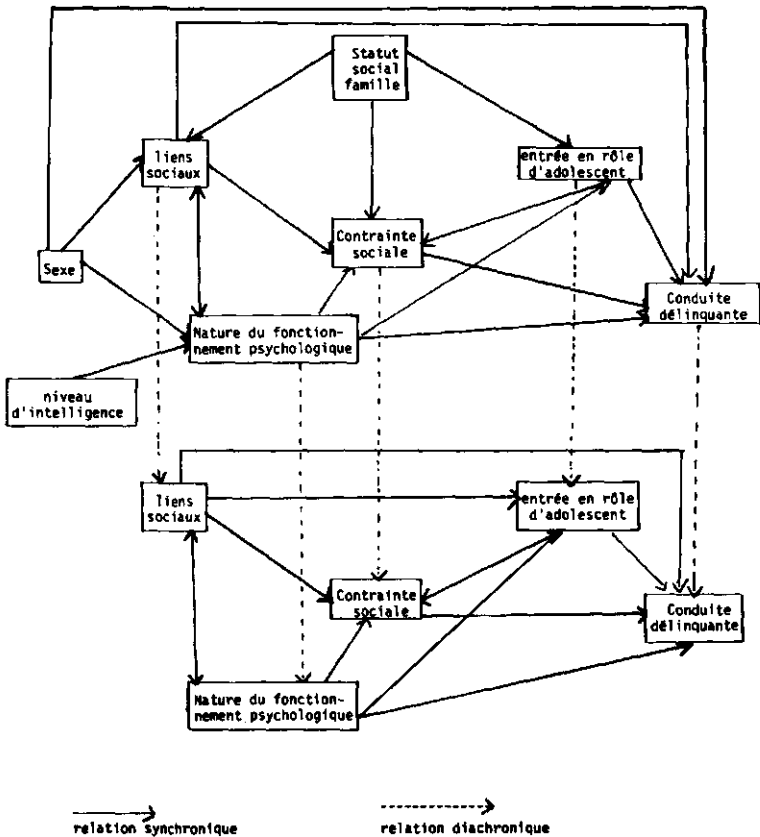 Statut
social
famille
liens
sociaux
entrée en rôle
d'adolescent
Contrainte
sociale
Sexe
Conduite
délinquante
Nature du fonction-
nement psychologique
niveau
d'intelligence
liens
sociaux
entrée en rôle
d'adolescent
Contrainte
sociale
Conduite
délinquante
Nature du fonction-
nement psychologique
relation synchronique
relation diachronique